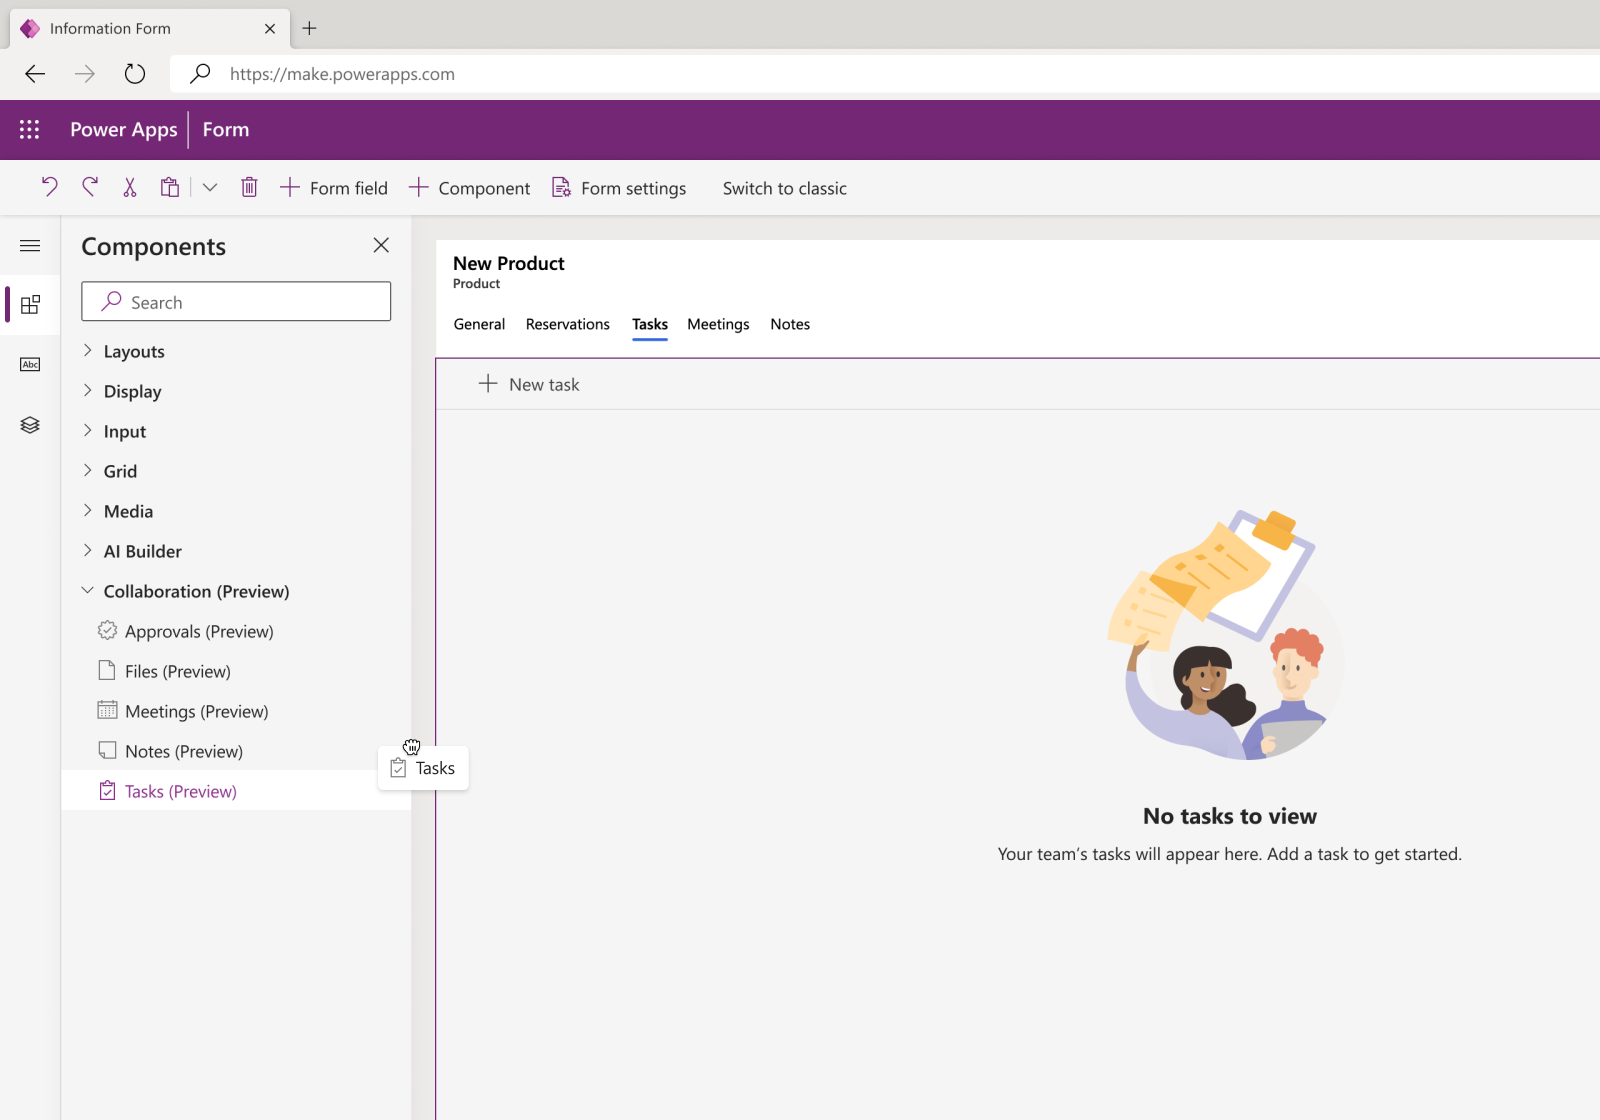 Information Form
https://make.powerapps.com
Power Apps
Form
Form field
Component
Form settings
Switch to classic
Components
Search
Layouts
Display
Input
Grid
Media
AI Builder
Collaboration (Preview)
Approvals (Preview)
Files (Preview)
Meetings (Preview)
Notes (Preview)
Tasks (Preview)
Tasks
Abc
New Product
Product
General Reservations Tasks Meetings Notes
New task
No tasks to view
Your team’s tasks will appear here. Add a task to get started.